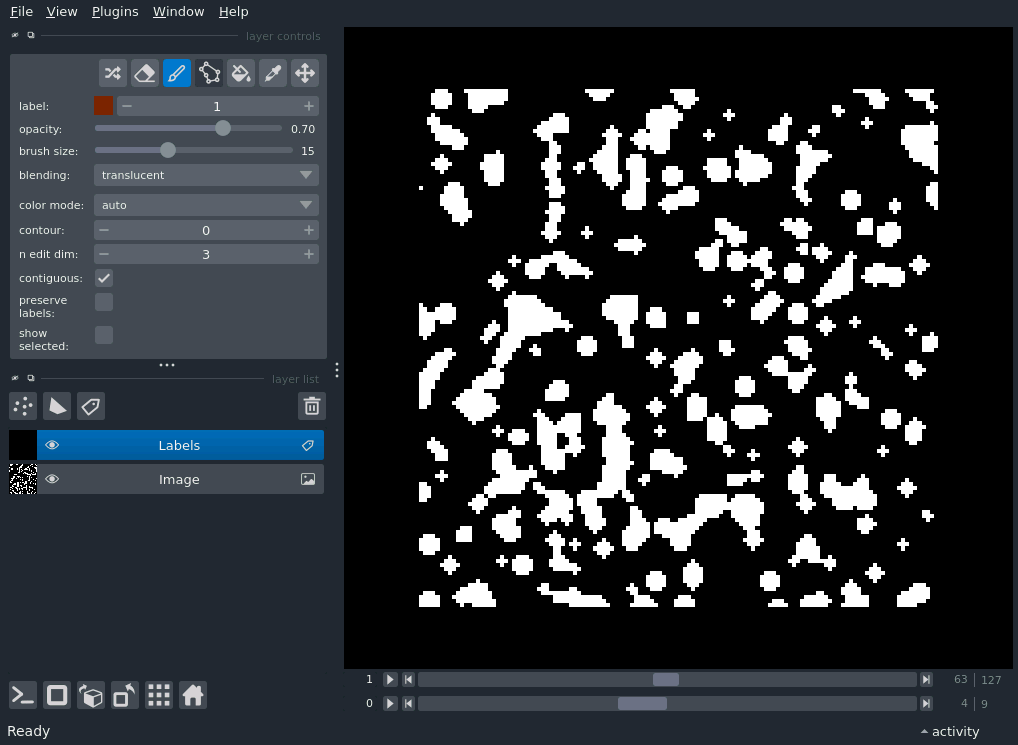 File View Plugins Window Help
layer controls
label: 1
opacity: 0.70
brush size: 15
blending: translucent
color mode: auto
contour: 0
n edit dim: 3
contiguous:
preserve
labels:
show
selected:
layer list
Labels
Image
1 63 127
0 4 9
Ready activity